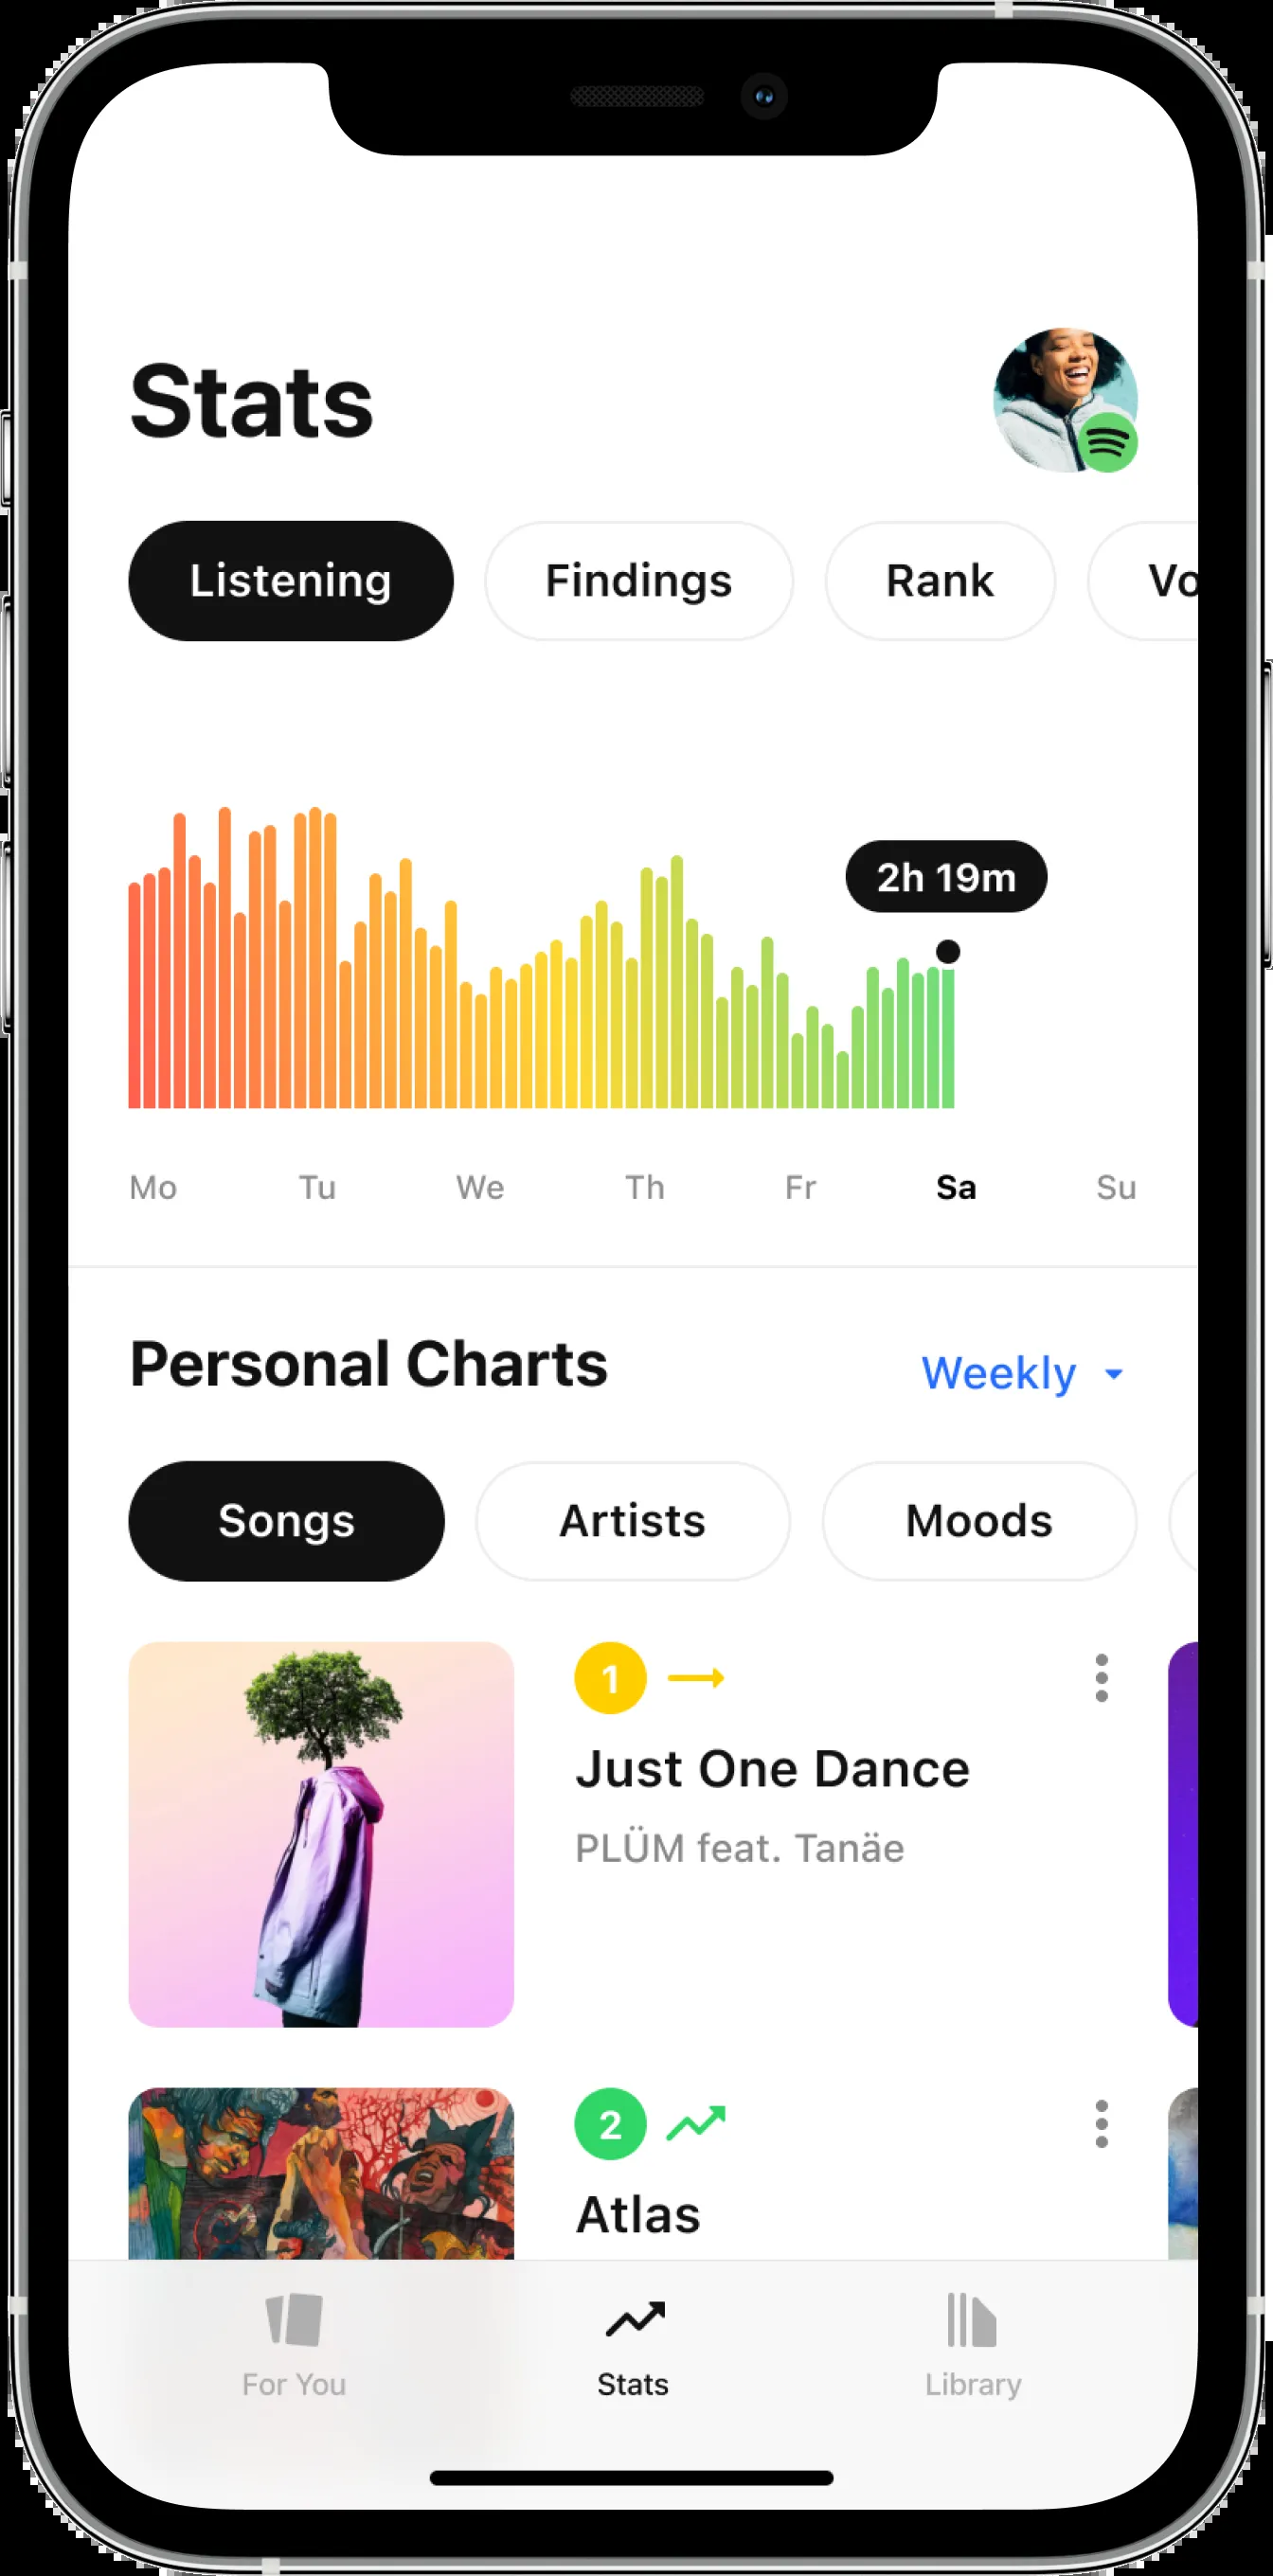 Stats
Listening Findings Rank Vo
2h 19m
Mo Tu We Th Fr Sa Su
Personal Charts Weekly
Songs Artists Moods
1
Just One Dance
PLÜM feat. Tanäe
2
Atlas
For You Stats Library